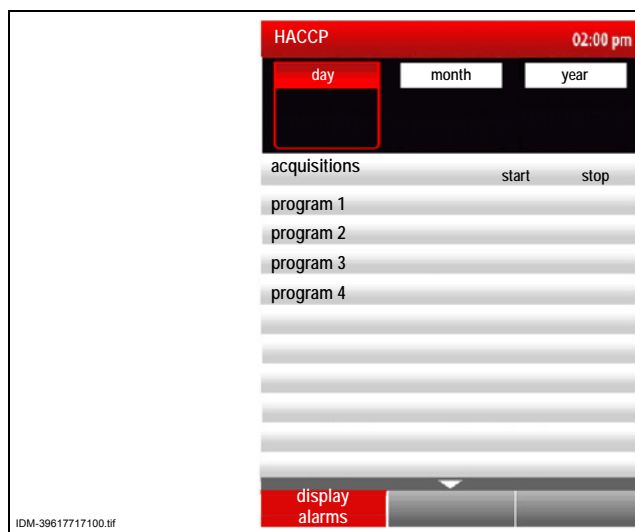 HACCP 02:00 pm
day month year
acquisitions start stop
program 1
program 2
program 3
program 4
display
alarms
IDM-39617717100.tif